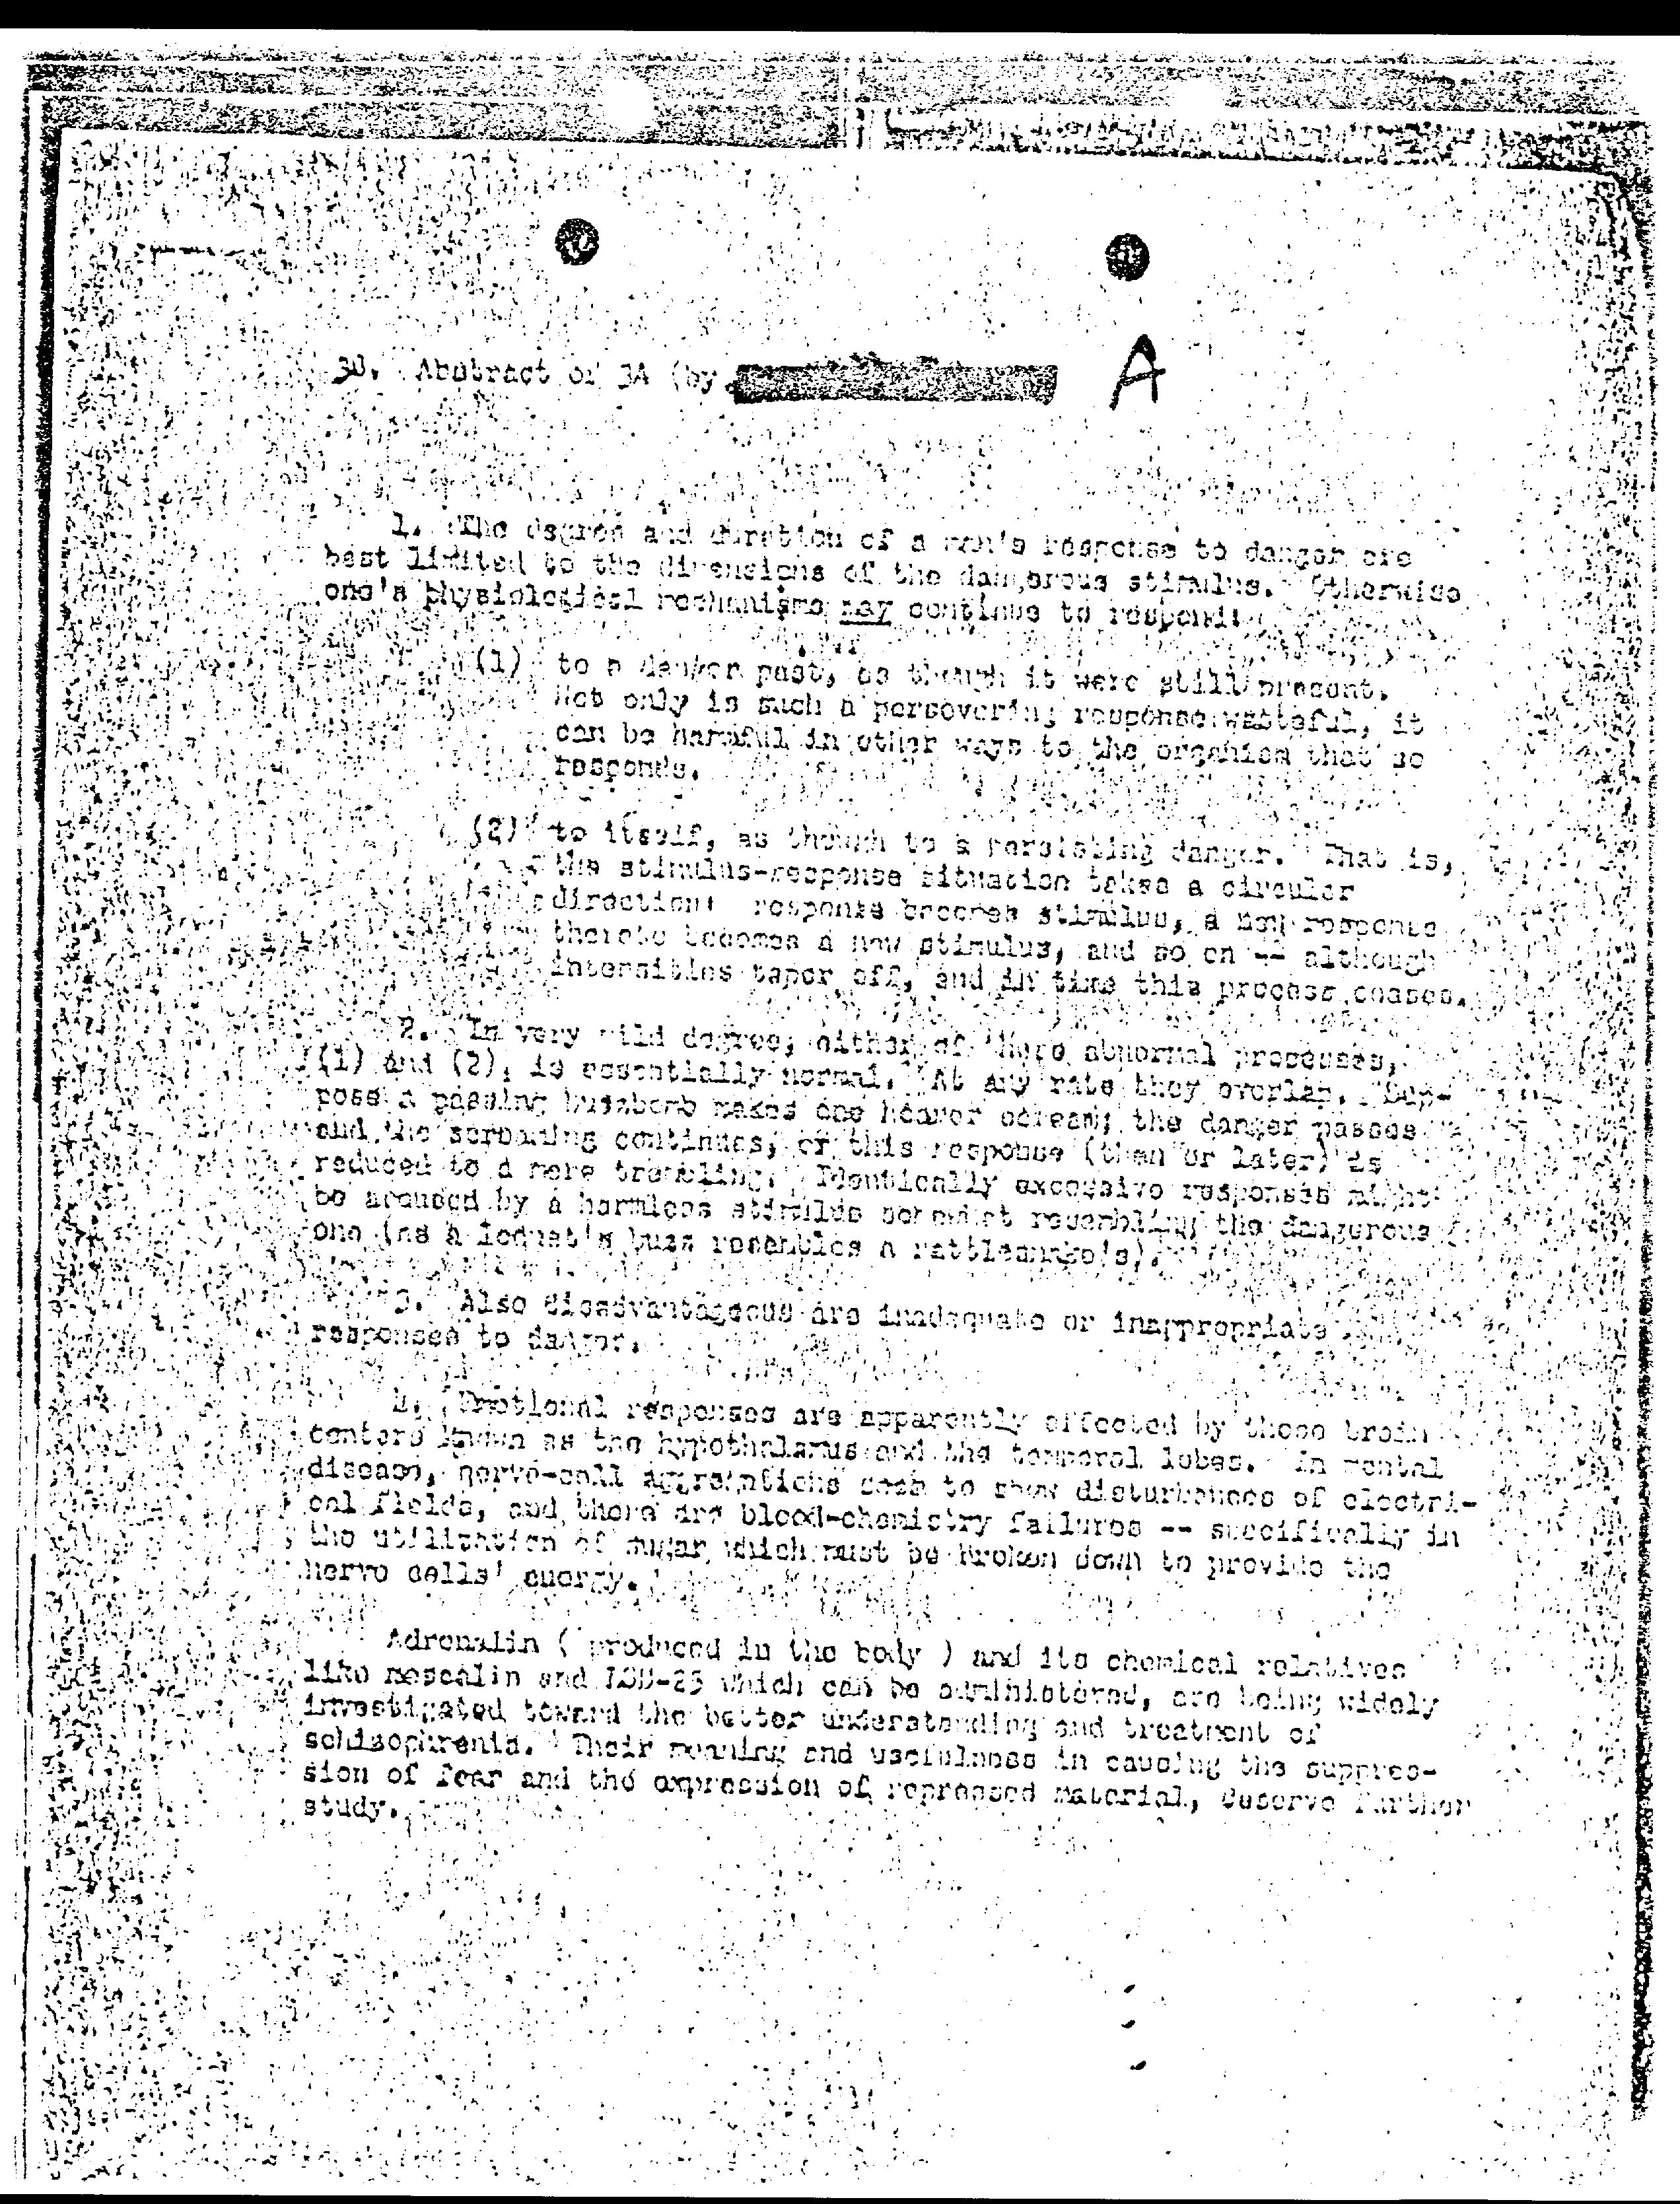 Abstract of 3A (by
A
1. The degree and duration of a man's response to danger are
best limited to the dimensions of the dangerous stimulus. Otherwise
one's physiological mechanisms may continue to respond:
(1) to a danger past, as though it were still present.
Not only is such a persevering response wasteful, it
can be harmful in other ways to the organism that so
responds.
(2) to itself, as though to a persisting danger. That is,
the stimulus-response situation takes a circular
direction: response becomes stimulus, a new response
thereto becomes a new stimulus, and so on -- although
intensities taper off, and in time this process ceases.
2. In very mild degree, either of these abnormal processes,
(1) and (2), is essentially normal. At any rate they overlap. Sup-
pose a passing buzzbomb makes one hearer scream; the danger passes
and the screaming continues, or this response (then or later) is
reduced to a mere trembling. Identically excessive responses might
be aroused by a harmless stimulus somewhat resembling the dangerous
one (as a locust's buzz resembles a rattlesnake's).
3. Also disadvantageous are inadequate or inappropriate
responses to danger.
4. Emotional responses are apparently effected by those brain
centers known as the hypothalamus and the temporal lobes. In mental
disease, nerve-cell aggregations seem to show disturbances of electri-
cal fields, and there are blood-chemistry failures -- specifically in
the utilization of sugar which must be broken down to provide the
nerve cells' energy.
Adrenalin ( produced in the body ) and its chemical relatives
like mescalin and LSD-25 which can be administered, are being widely
investigated toward the better understanding and treatment of
schizophrenia. Their meaning and usefulness in causing the suppres-
sion of fear and the expression of repressed material, deserve further
study.